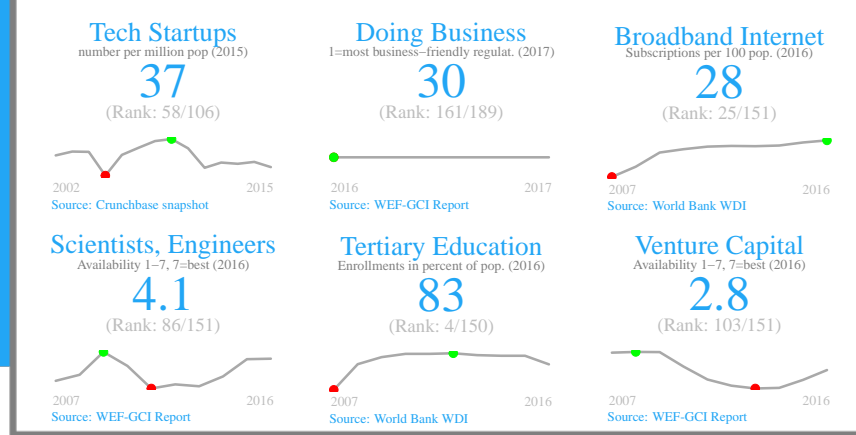 Tech Startups
number per million pop (2015)
37
(Rank: 58/106)
2002 2015
Source: Crunchbase snapshot
Doing Business
1=most business−friendly regulat. (2017)
30
(Rank: 161/189)
2016 2017
Source: WEF-GCI Report
Broadband Internet
Subscriptions per 100 pop. (2016)
28
(Rank: 25/151)
2007 2016
Source: World Bank WDI
Scientists, Engineers
Availability 1−7, 7=best (2016)
4.1
(Rank: 86/151)
2007 2016
Source: WEF-GCI Report
Tertiary Education
Enrollments in percent of pop. (2016)
83
(Rank: 4/150)
2007 2016
Source: World Bank WDI
Venture Capital
Availability 1−7, 7=best (2016)
2.8
(Rank: 103/151)
2007 2016
Source: WEF-GCI Report